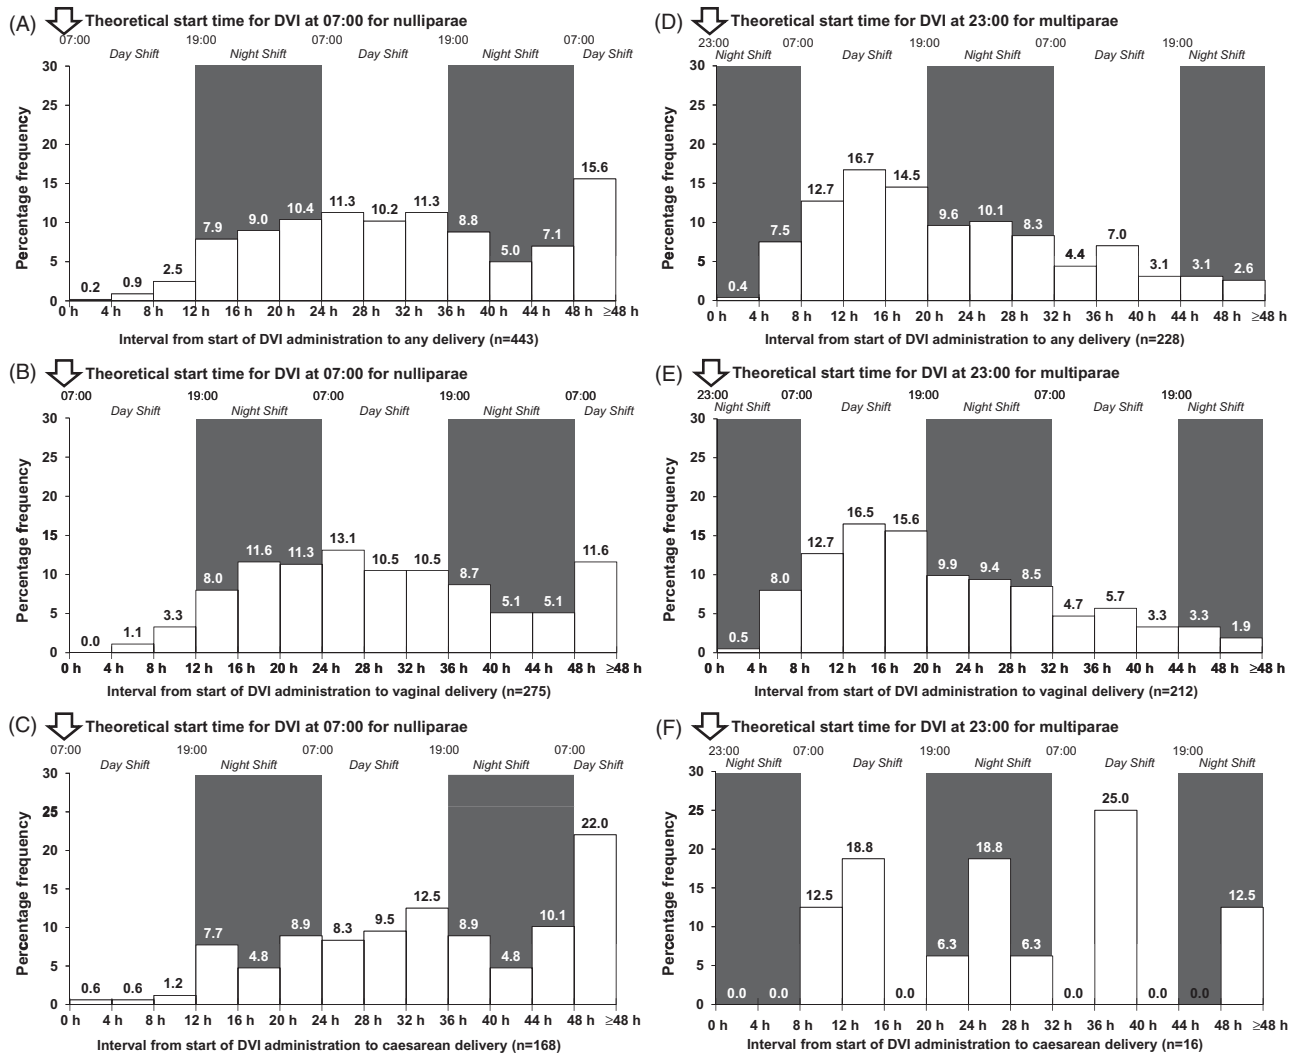 (A) Theoretical start time for DVI at 07:00 for nulliparae
07:00 19:00 07:00 19:00 07:00
Day Shift Night Shift Day Shift Night Shift Day Shift
Percentage frequency
30
25
20
15
10
5
0
0.2 0.9 2.5 7.9 9.0 10.4 11.3 10.2 11.3 8.8 5.0 7.1 15.6
0 h 4 h 8 h 12 h 16 h 20 h 24 h 28 h 32 h 36 h 40 h 44 h 48 h ≥48 h
Interval from start of DVI administration to any delivery (n=443)
(B) Theoretical start time for DVI at 07:00 for nulliparae
07:00 19:00 07:00 19:00 07:00
Day Shift Night Shift Day Shift Night Shift Day Shift
Percentage frequency
30
25
20
15
10
5
0
0.0 1.1 3.3 8.0 11.6 11.3 13.1 10.5 10.5 8.7 5.1 5.1 11.6
0 h 4 h 8 h 12 h 16 h 20 h 24 h 28 h 32 h 36 h 40 h 44 h 48 h ≥48 h
Interval from start of DVI administration to vaginal delivery (n=275)
(C) Theoretical start time for DVI at 07:00 for nulliparae
07:00 19:00 07:00 19:00 07:00
Day Shift Night Shift Day Shift Night Shift Day Shift
Percentage frequency
30
25
20
15
10
5
0
0.6 0.6 1.2 7.7 4.8 8.9 8.3 9.5 12.5 8.9 4.8 10.1 22.0
0 h 4 h 8 h 12 h 16 h 20 h 24 h 28 h 32 h 36 h 40 h 44 h 48 h ≥48 h
Interval from start of DVI administration to caesarean delivery (n=168)
(D) Theoretical start time for DVI at 23:00 for multiparae
23:00 07:00 19:00 07:00 19:00
Night Shift Day Shift Night Shift Day Shift Night Shift
Percentage frequency
30
25
20
15
10
5
0
0.4 7.5 12.7 16.7 14.5 9.6 10.1 8.3 4.4 7.0 3.1 3.1 2.6
0 h 4 h 8 h 12 h 16 h 20 h 24 h 28 h 32 h 36 h 40 h 44 h 48 h ≥48 h
Interval from start of DVI administration to any delivery (n=228)
(E) Theoretical start time for DVI at 23:00 for multiparae
23:00 07:00 19:00 07:00 19:00
Night Shift Day Shift Night Shift Day Shift Night Shift
Percentage frequency
30
25
20
15
10
5
0
0.5 8.0 12.7 16.5 15.6 9.9 9.4 8.5 4.7 5.7 3.3 3.3 1.9
0 h 4 h 8 h 12 h 16 h 20 h 24 h 28 h 32 h 36 h 40 h 44 h 48 h ≥48 h
Interval from start of DVI administration to vaginal delivery (n=212)
(F) Theoretical start time for DVI at 23:00 for multiparae
23:00 07:00 19:00 07:00 19:00
Night Shift Day Shift Night Shift Day Shift Night Shift
Percentage frequency
30
25
20
15
10
5
0
0.0 0.0 12.5 18.8 0.0 6.3 18.8 6.3 0.0 25.0 0.0 0.0 12.5
0 h 4 h 8 h 12 h 16 h 20 h 24 h 28 h 32 h 36 h 40 h 44 h 48 h ≥48 h
Interval from start of DVI administration to caesarean delivery (n=16)